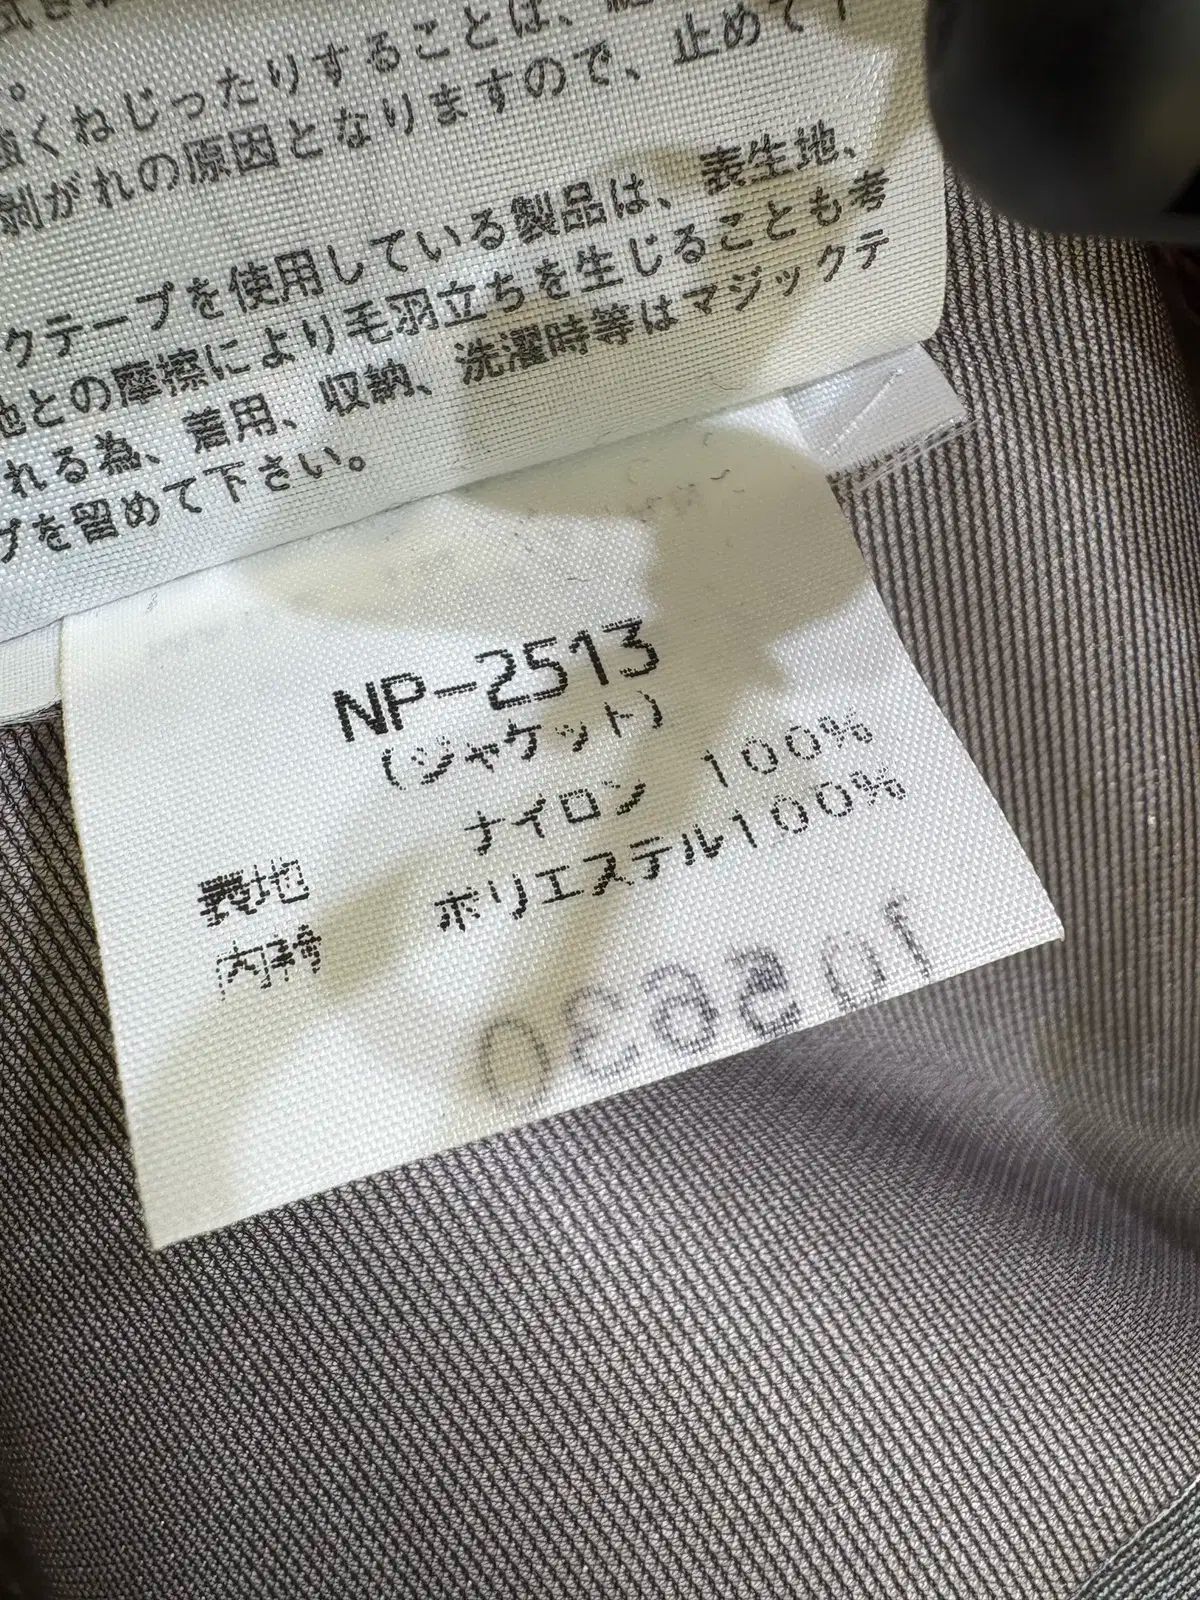 くねじったりすることは、
剥がれの原因となりますので、止めて下
クテープを使用している製品は、表生地、
地との摩擦により毛羽立ちを生じることも考
れる為、着用、収納、洗濯時等はマジックテ
プを留めて下さい。
NP-2513
(ジャケット)
表地 ナイロン 100%
内衿 ポリエステル100%